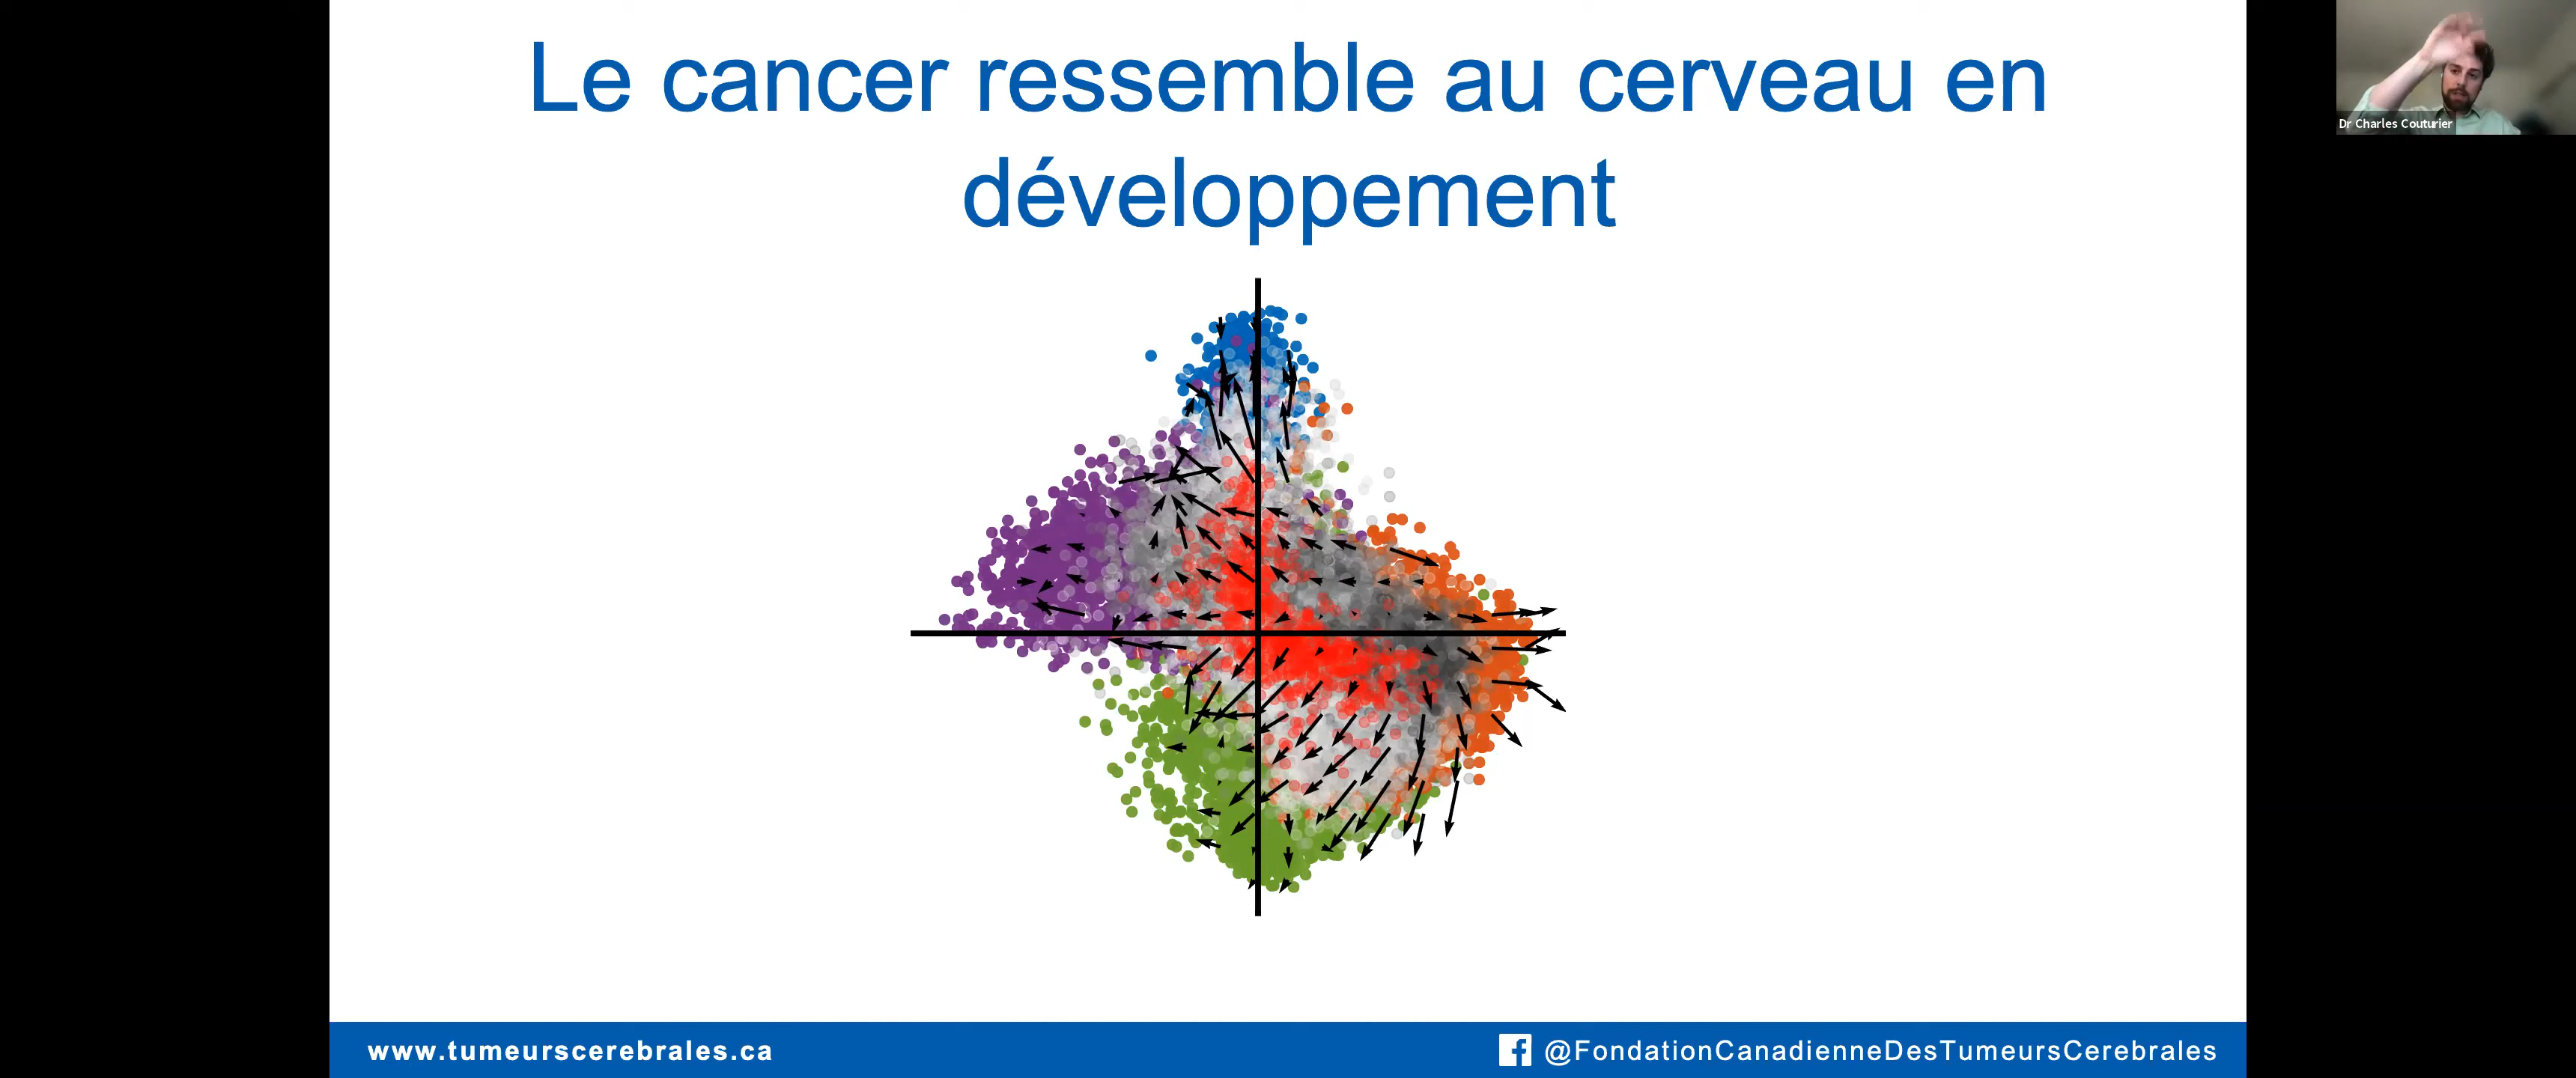 Le cancer ressemble au cerveau en
développement
Dr Charles Couturier
www.tumeurscerebrales.ca
@FondationCanadienneDesTumeursCerebrales